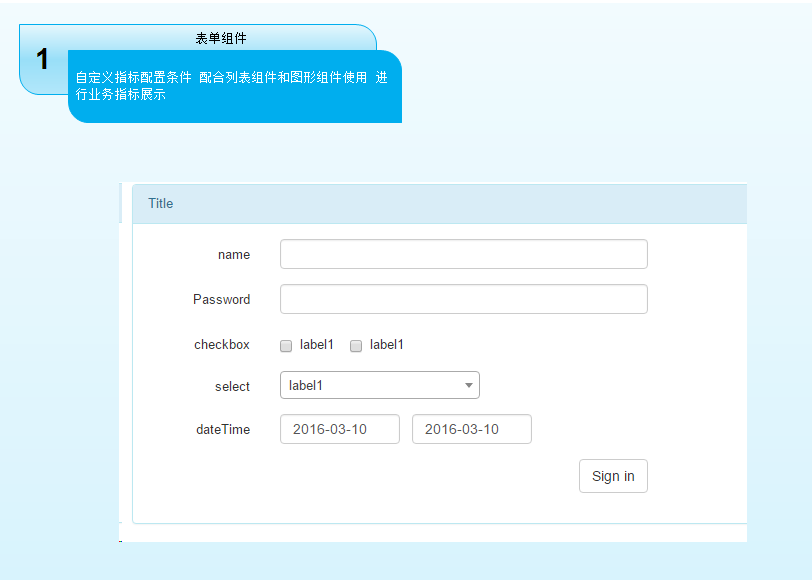 表单组件
1
自定义指标配置条件 配合列表组件和图形组件使用 进
行业务指标展示
Title
name
Password
checkbox label1 label1
select label1
dateTime 2016-03-10 2016-03-10
Sign in